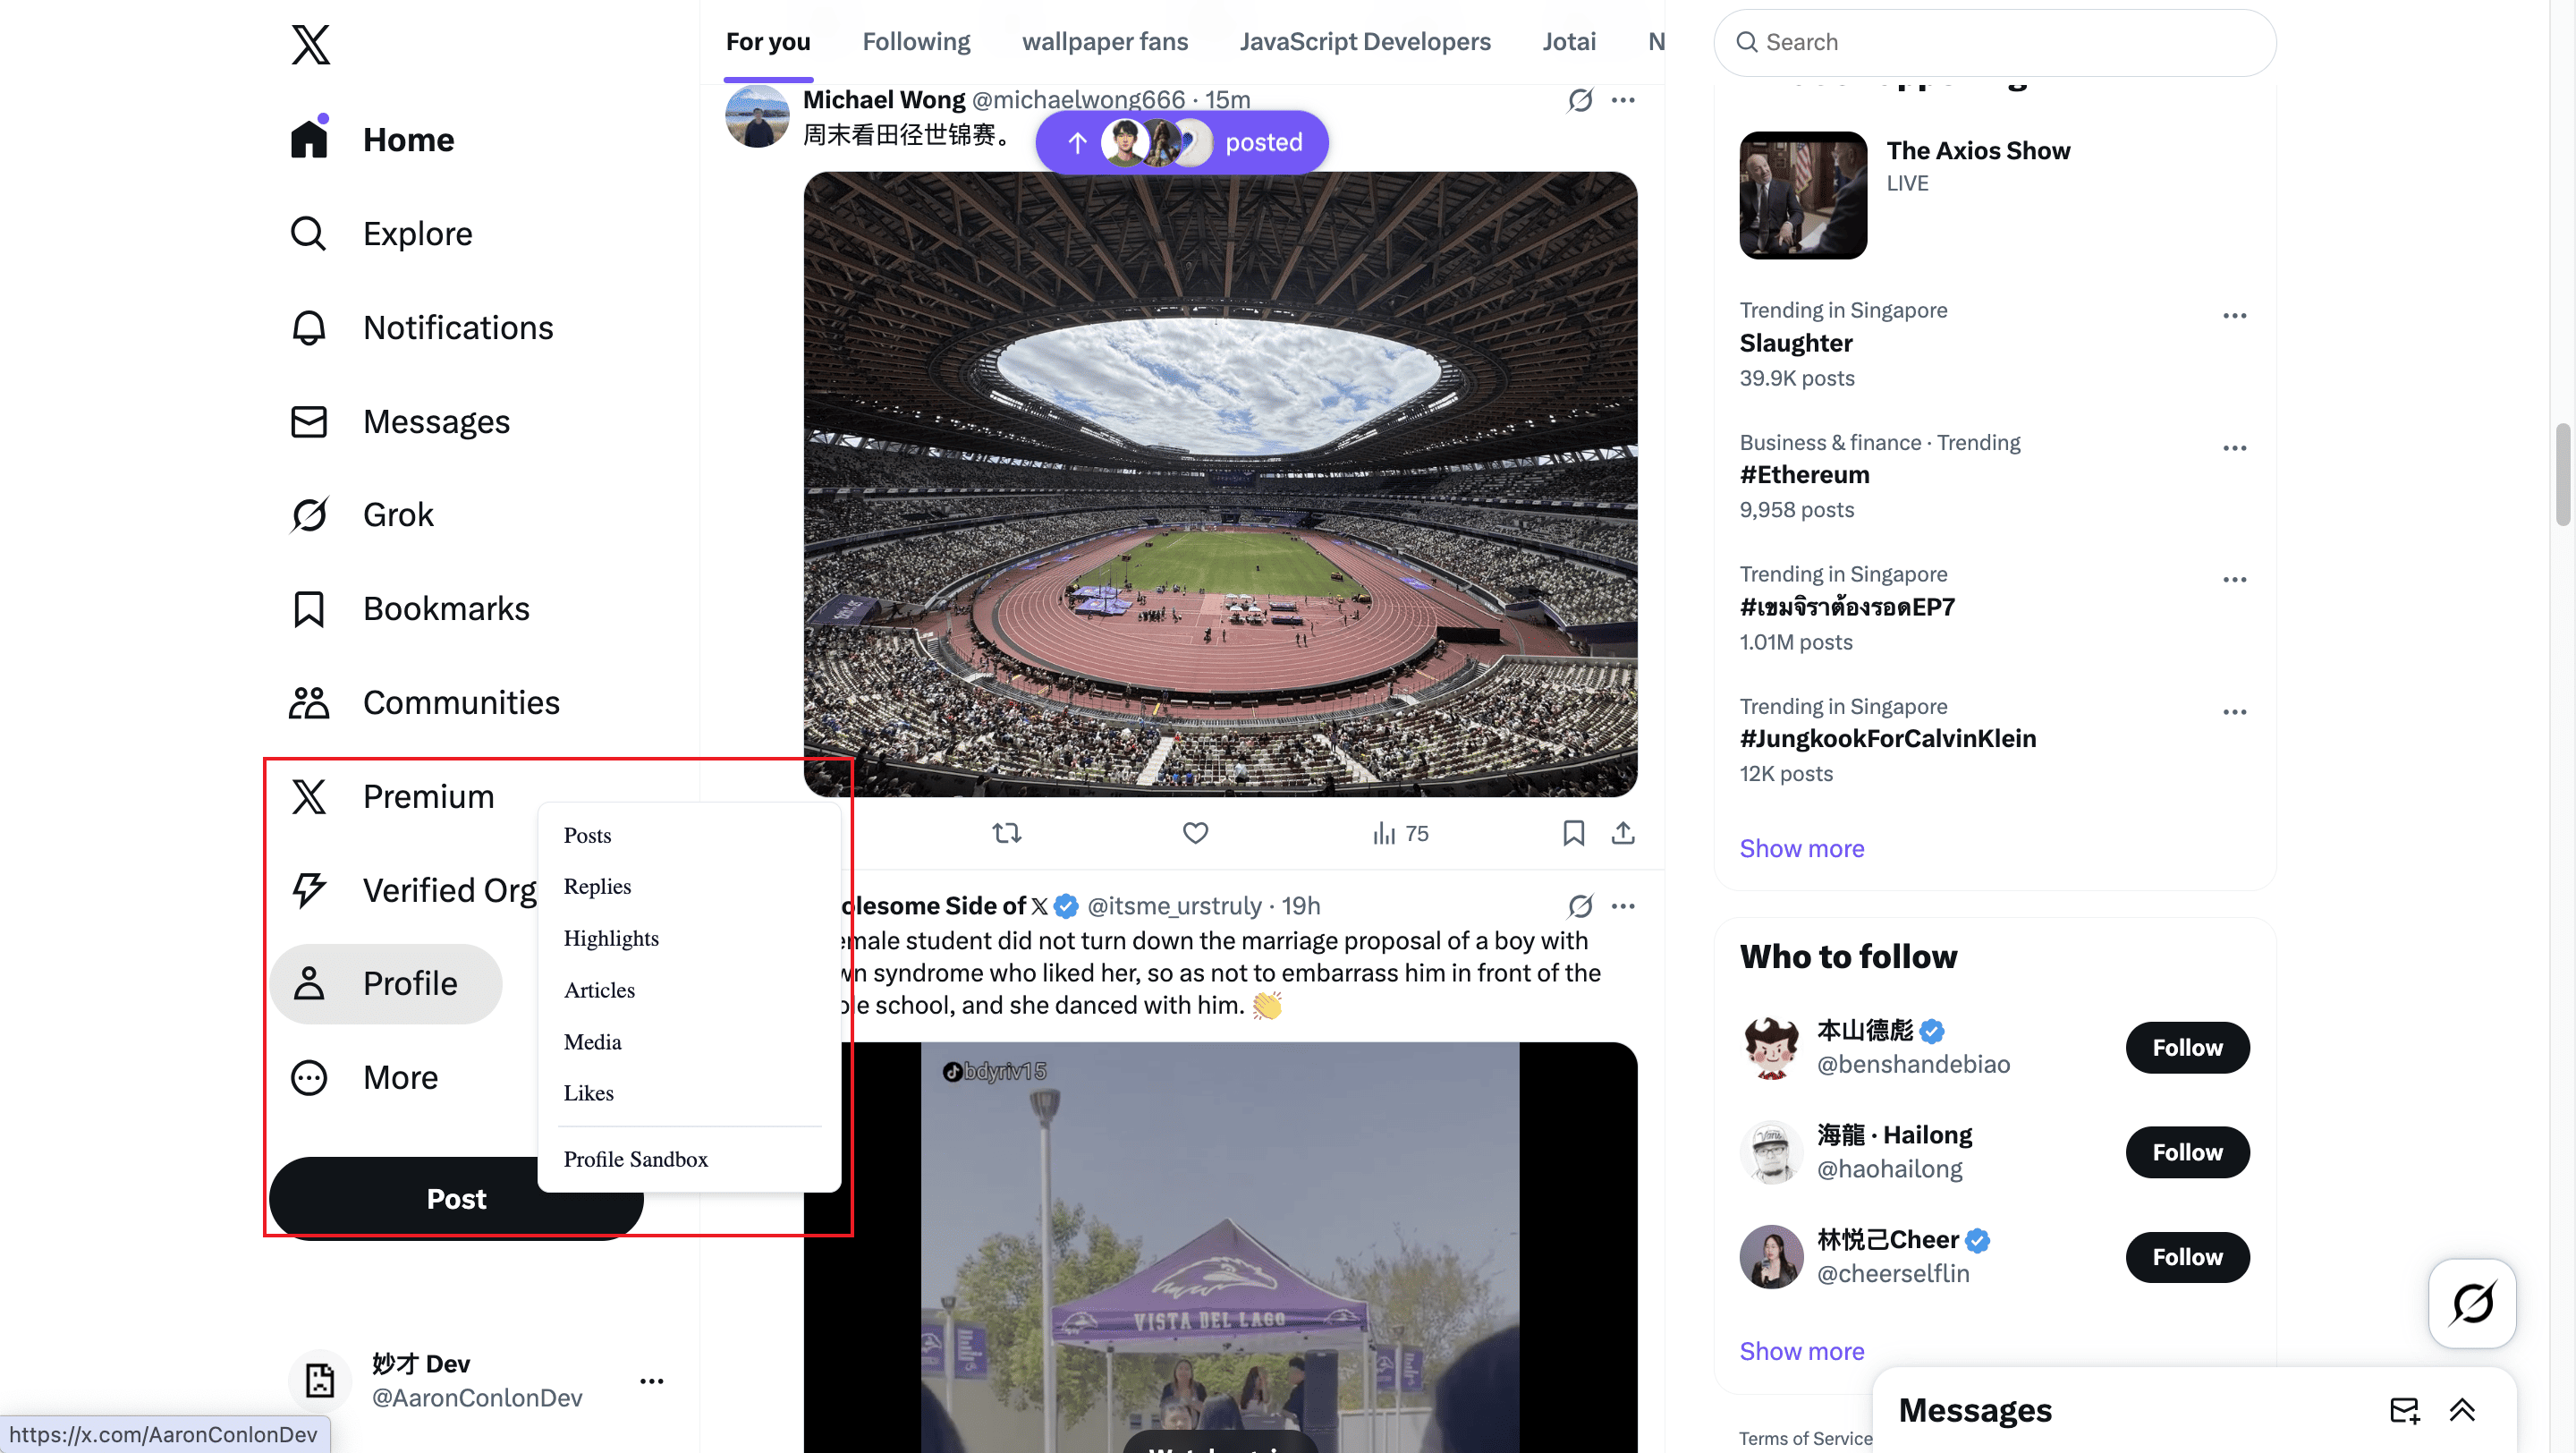 Home
Explore
Notifications
Messages
Grok
Bookmarks
Communities
Premium
Verified Org
Profile
More
Post
妙才 Dev
@AaronConlonDev
https://x.com/AaronConlonDev
Posts
Replies
Highlights
Articles
Media
Likes
Profile Sandbox
For you Following wallpaper fans JavaScript Developers Jotai N
Michael Wong @michaelwong666 · 15m
周末看田径世锦赛。
posted
75
olesome Side of X @itsme_urstruly · 19h
emale student did not turn down the marriage proposal of a boy with
wn syndrome who liked her, so as not to embarrass him in front of the
ole school, and she danced with him. 👏
bdyriv15
VISTA DEL LAGO
Search
The Axios Show
LIVE
Trending in Singapore
Slaughter
39.9K posts
Business & finance · Trending
#Ethereum
9,958 posts
Trending in Singapore
#เขมจิราต้องรอดEP7
1.01M posts
Trending in Singapore
#JungkookForCalvinKlein
12K posts
Show more
Who to follow
本山德彪
@benshandebiao
Follow
海龍 · Hailong
@haohailong
Follow
林悦己Cheer
@cheerselflin
Follow
Show more
Messages
Terms of Service